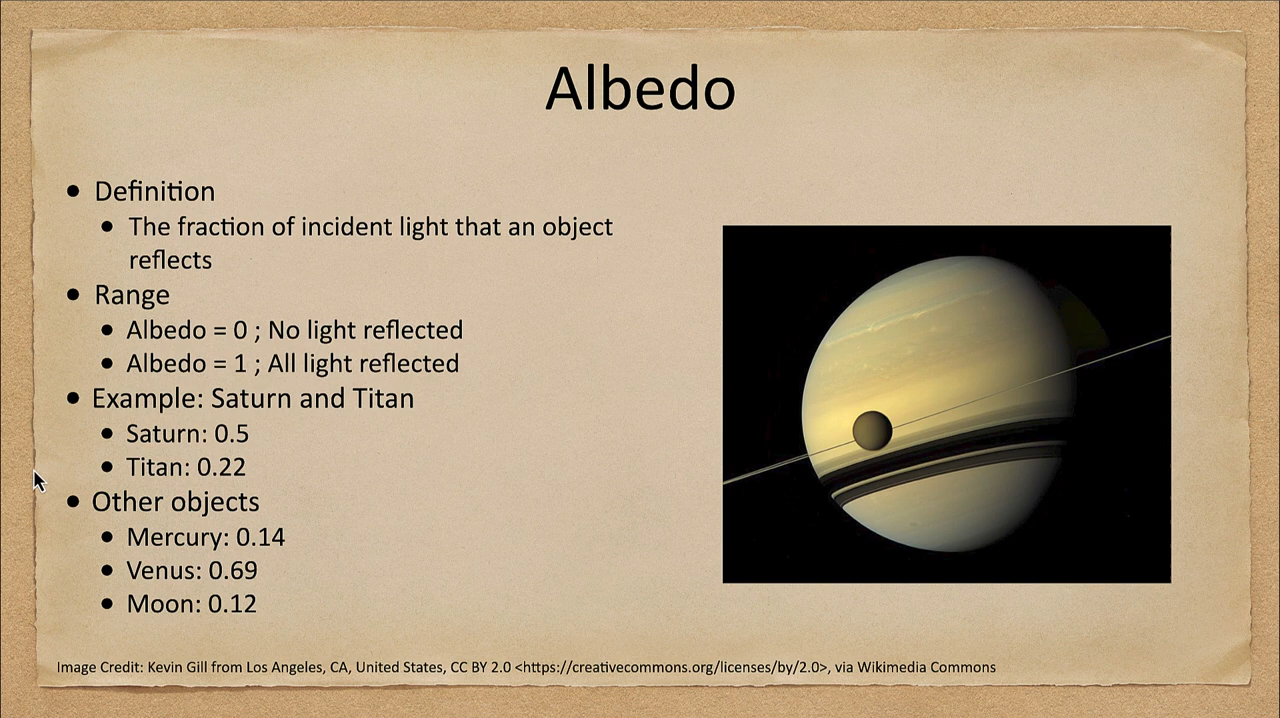 Albedo
• Definition
• The fraction of incident light that an object
reflects
• Range
• Albedo = 0 ; No light reflected
• Albedo = 1 ; All light reflected
• Example: Saturn and Titan
• Saturn: 0.5
• Titan: 0.22
• Other objects
• Mercury: 0.14
• Venus: 0.69
• Moon: 0.12
Image Credit: Kevin Gill from Los Angeles, CA, United States, CC BY 2.0 <https://creativecommons.org/licenses/by/2.0>, via Wikimedia Commons